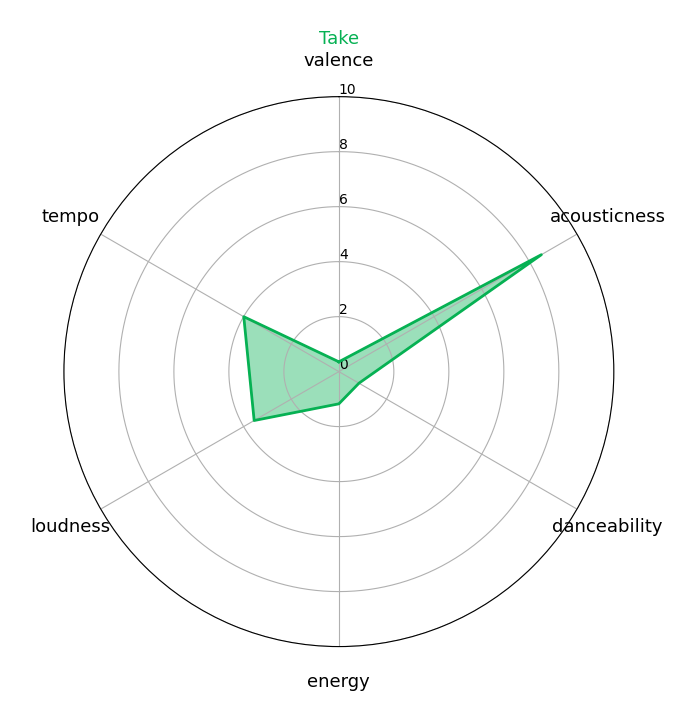 Take
valence
10
8
tempo
acousticness
6
4
2
0
loudness
danceability
energy